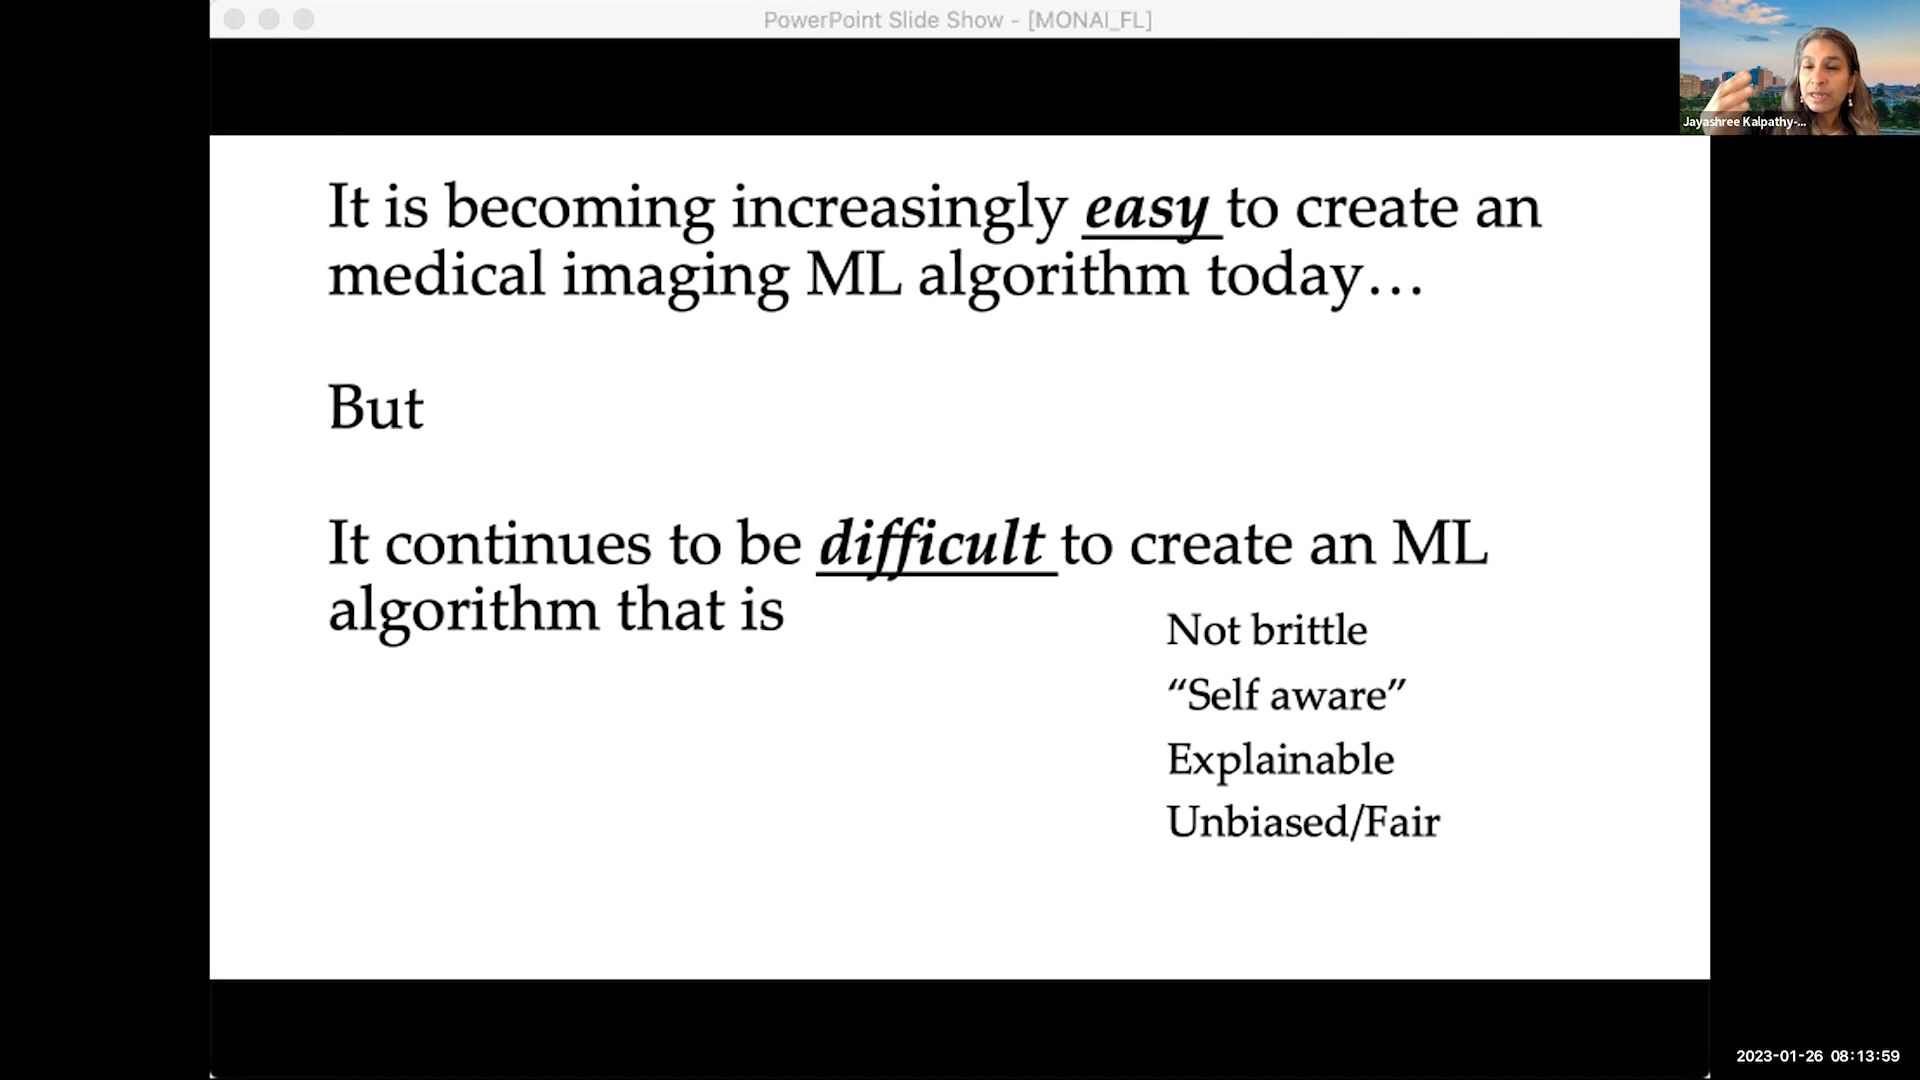 PowerPoint Slide Show - [MONAI_FL]
Jayashree Kalpathy-...
It is becoming increasingly easy to create an
medical imaging ML algorithm today…
But
It continues to be difficult to create an ML
algorithm that is
Not brittle
“Self aware”
Explainable
Unbiased/Fair
2023-01-26 08:13:59